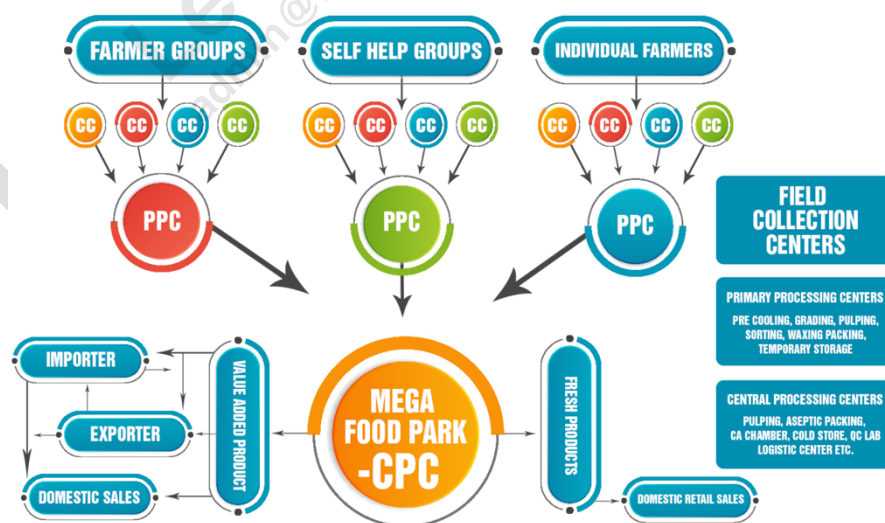 FARMER GROUPS
SELF HELP GROUPS
INDIVIDUAL FARMERS
CC
CC
CC
CC
CC
CC
CC
CC
CC
CC
CC
CC
PPC
PPC
PPC
FIELD
COLLECTION
CENTERS
PRIMARY PROCESSING CENTERS
PRE COOLING, GRADING, PULPING,
SORTING, WAXING PACKING,
TEMPORARY STORAGE
CENTRAL PROCESSING CENTERS
PULPING, ASEPTIC PACKING,
CA CHAMBER, COLD STORE, QC LAB
LOGISTIC CENTER ETC.
IMPORTER
EXPORTER
DOMESTIC SALES
VALUE ADDED PRODUCT
MEGA
FOOD PARK
-CPC
FRESH PRODUCTS
DOMESTIC RETAIL SALES